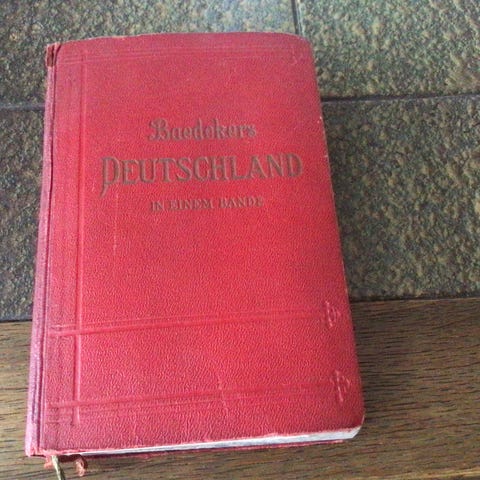 Baedekers
DEUTSCHLAND
IN EINEM BANDE